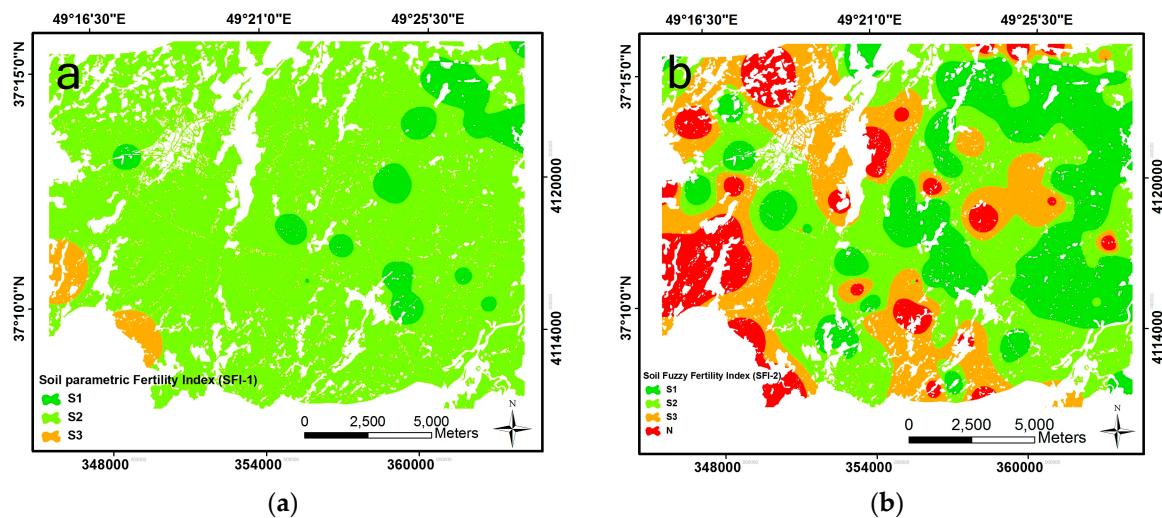 49°16'30"E 49°21'0"E 49°25'30"E
a
37°15'0"N
37°10'0"N
4120000
4114000
Soil parametric Fertility Index (SFI-1)
S1
S2
S3
0 2,500 5,000
Meters
N
348000 354000 360000
(a)
49°16'30"E 49°21'0"E 49°25'30"E
b
37°15'0"N
37°10'0"N
4120000
4114000
Soil Fuzzy Fertility Index (SFI-2)
S1
S2
S3
N
0 2,500 5,000
Meters
N
348000 354000 360000
(b)